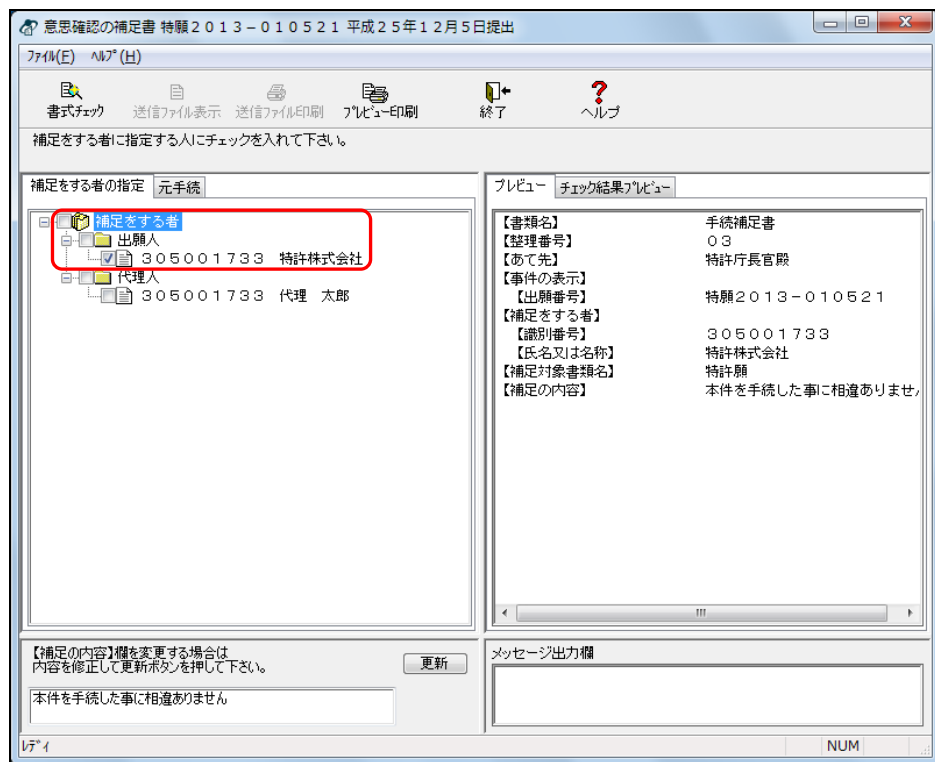 意思確認の補足書 特願２０１３－０１０５２１ 平成２５年１２月５日提出
ﾌｧｲﾙ(F) ﾍﾙﾌﾟ(H)
書式ﾁｪｯｸ 送信ﾌｧｲﾙ表示 送信ﾌｧｲﾙ印刷 ﾌﾟﾚﾋﾞｭｰ印刷 終了 ヘルプ
補足をする者に指定する人にチェックを入れて下さい。
補足をする者の指定 元手続
補足をする者
出願人
３０５００１７３３ 特許株式会社
代理人
３０５００１７３３ 代理 太郎
プレビュー チェック結果ﾌﾟﾚﾋﾞｭｰ
【書類名】 手続補足書
【整理番号】 ０３
【あて先】 特許庁長官殿
【事件の表示】
【出願番号】 特願２０１３－０１０５２１
【補足をする者】
【識別番号】 ３０５００１７３３
【氏名又は名称】 特許株式会社
【補足対象書類名】 特許願
【補足の内容】 本件を手続した事に相違ありませ
【補足の内容】欄を変更する場合は
内容を修正して更新ボタンを押して下さい。
更新
本件を手続した事に相違ありません
メッセージ出力欄
ﾚﾃﾞｨ NUM